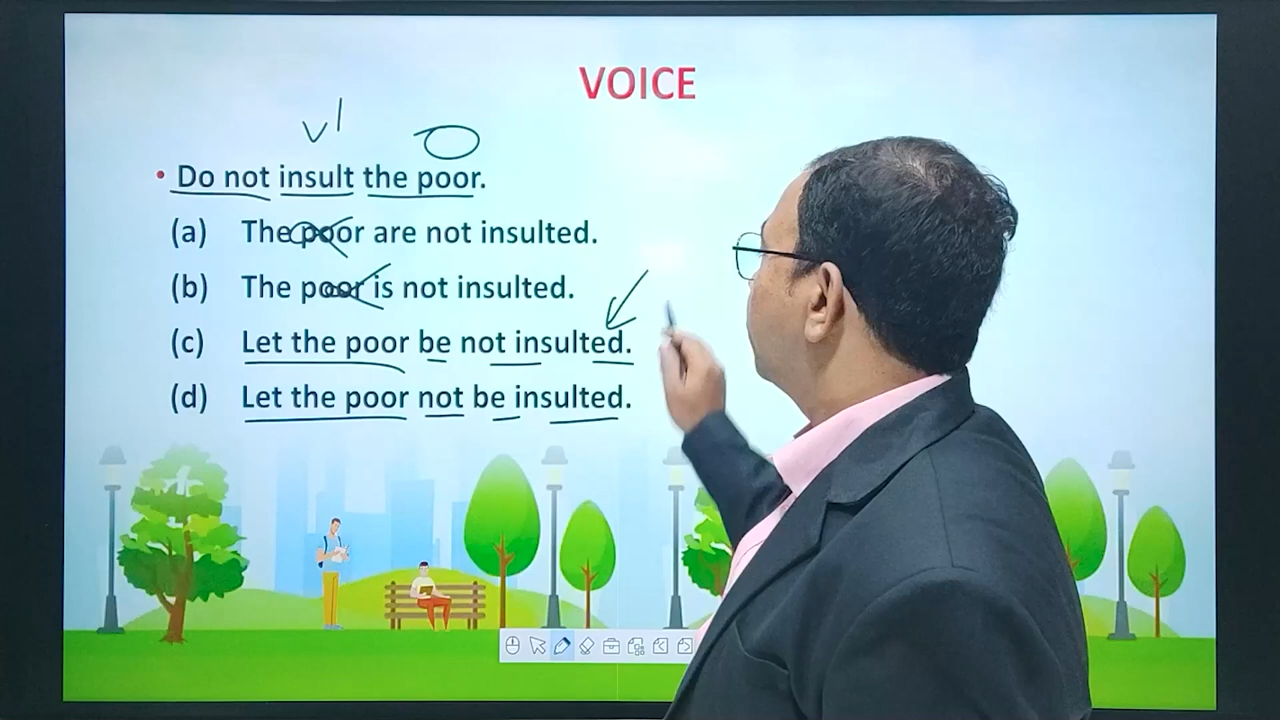 VOICE
V1 O
• Do not insult the poor.
(a) The poor are not insulted.
(b) The poor is not insulted.
(c) Let the poor be not insulted.
(d) Let the poor not be insulted.